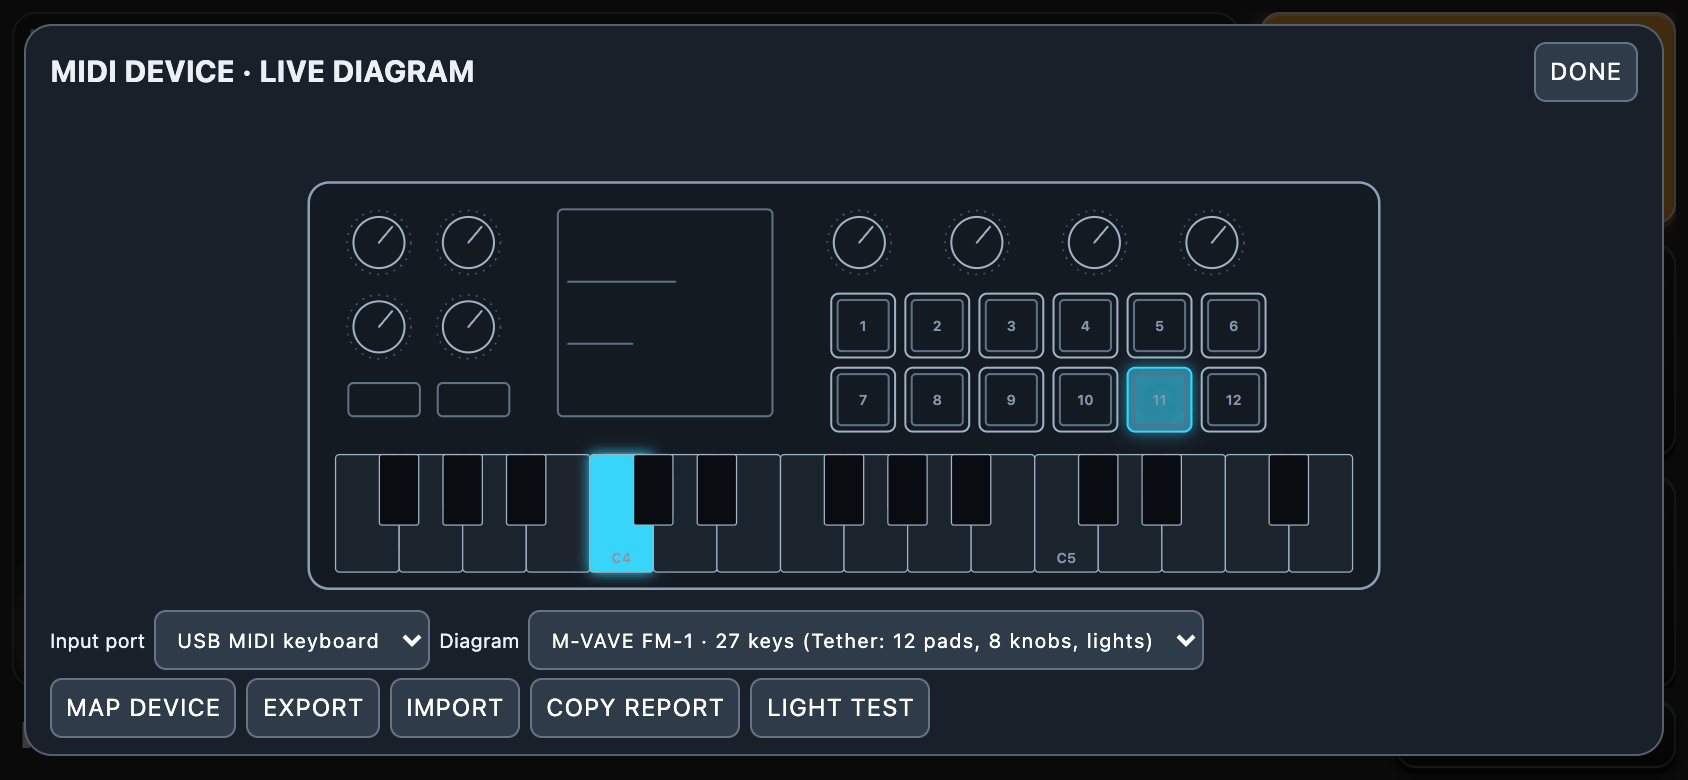 MIDI DEVICE · LIVE DIAGRAM
DONE
1 2 3 4 5 6
7 8 9 10 11 12
C4 C5
Input port USB MIDI keyboard Diagram M-VAVE FM-1 · 27 keys (Tether: 12 pads, 8 knobs, lights)
MAP DEVICE EXPORT IMPORT COPY REPORT LIGHT TEST